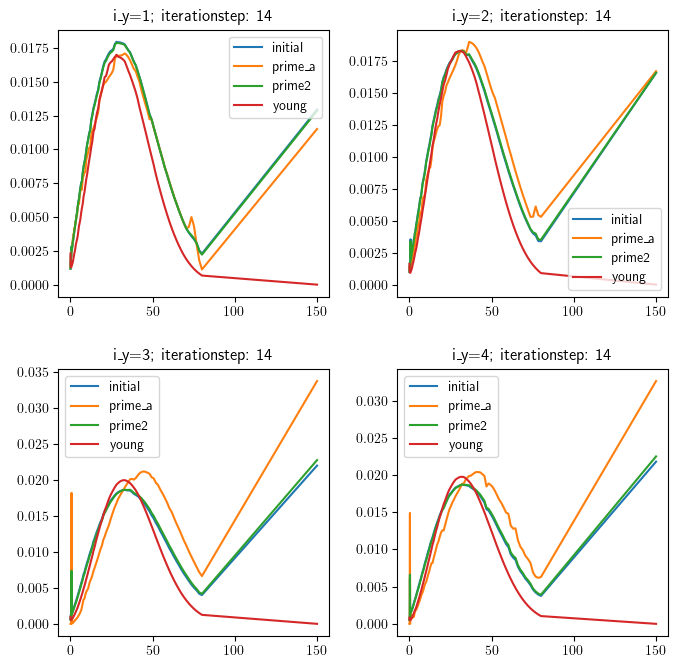 i_y=1; iterationstep: 14
0.0175
0.0150
0.0125
0.0100
0.0075
0.0050
0.0025
0.0000
initial
prime_a
prime2
young
0 50 100 150
i_y=2; iterationstep: 14
0.0175
0.0150
0.0125
0.0100
0.0075
0.0050
0.0025
0.0000
initial
prime_a
prime2
young
0 50 100 150
i_y=3; iterationstep: 14
0.035
0.030
0.025
0.020
0.015
0.010
0.005
0.000
initial
prime_a
prime2
young
0 50 100 150
i_y=4; iterationstep: 14
0.030
0.025
0.020
0.015
0.010
0.005
0.000
initial
prime_a
prime2
young
0 50 100 150